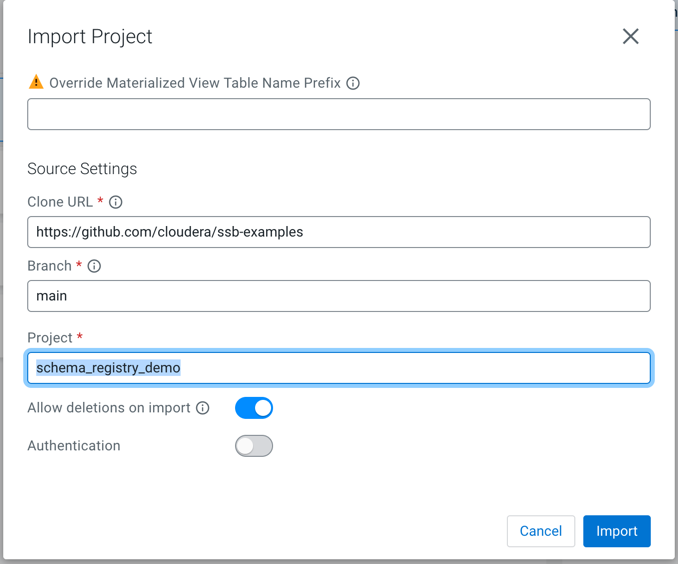 Import Project
Override Materialized View Table Name Prefix
Source Settings
Clone URL *
https://github.com/cloudera/ssb-examples
Branch *
main
Project *
schema_registry_demo
Allow deletions on import
Authentication
Cancel Import